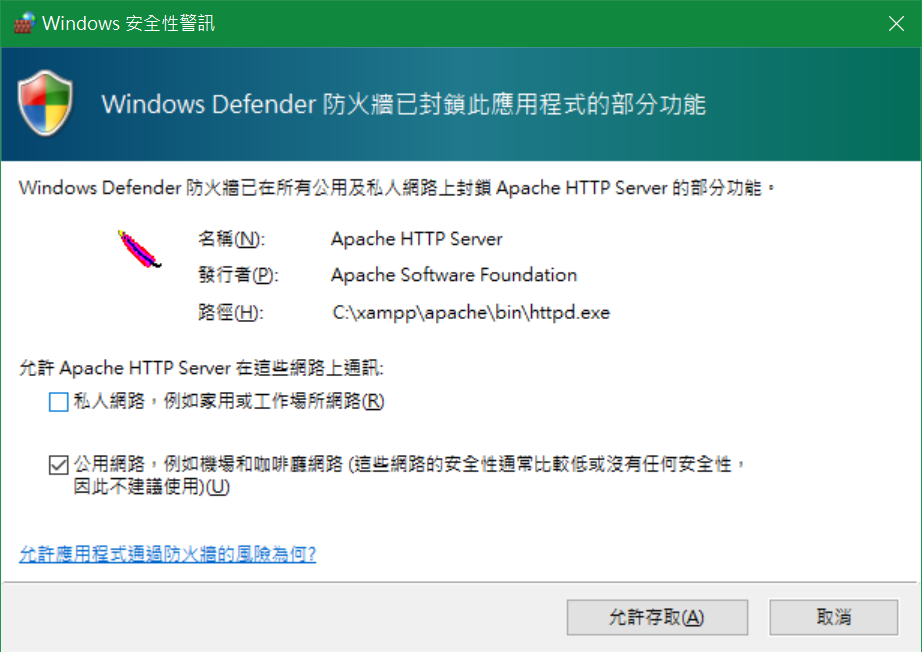 Windows 安全性警訊
Windows Defender 防火牆已封鎖此應用程式的部分功能
Windows Defender 防火牆已在所有公用及私人網路上封鎖 Apache HTTP Server 的部分功能。
名稱(N): Apache HTTP Server
發行者(P): Apache Software Foundation
路徑(H): C:\xampp\apache\bin\httpd.exe
允許 Apache HTTP Server 在這些網路上通訊:
私人網路，例如家用或工作場所網路(R)
公用網路，例如機場和咖啡廳網路 (這些網路的安全性通常比較低或沒有任何安全性，
因此不建議使用)(U)
允許應用程式通過防火牆的風險為何?
允許存取(A) 取消